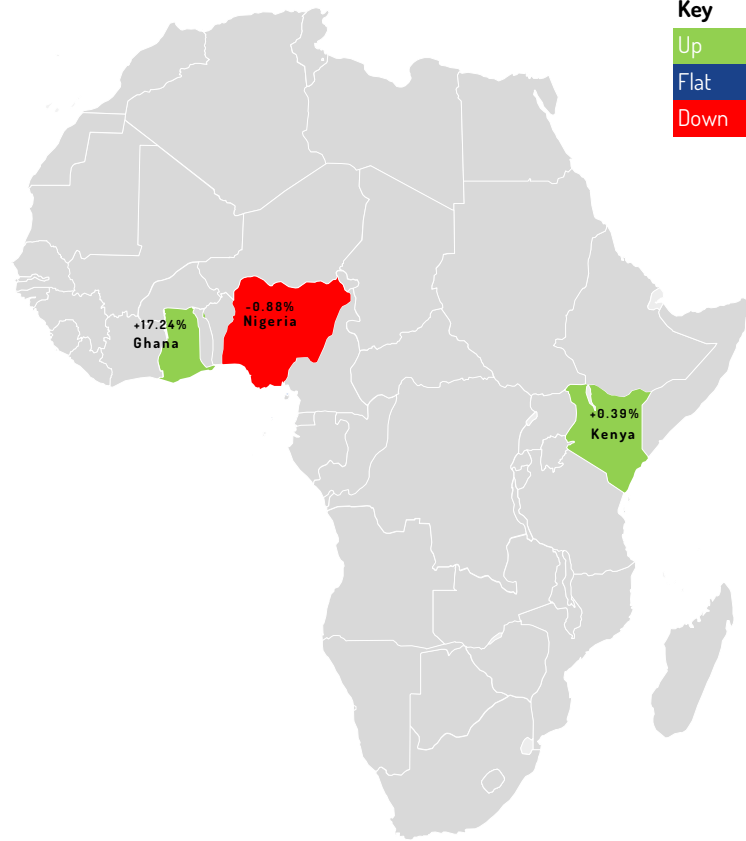 Key
Up
Flat
Down
-0.88%
Nigeria
+17.24%
Ghana
+0.39%
Kenya